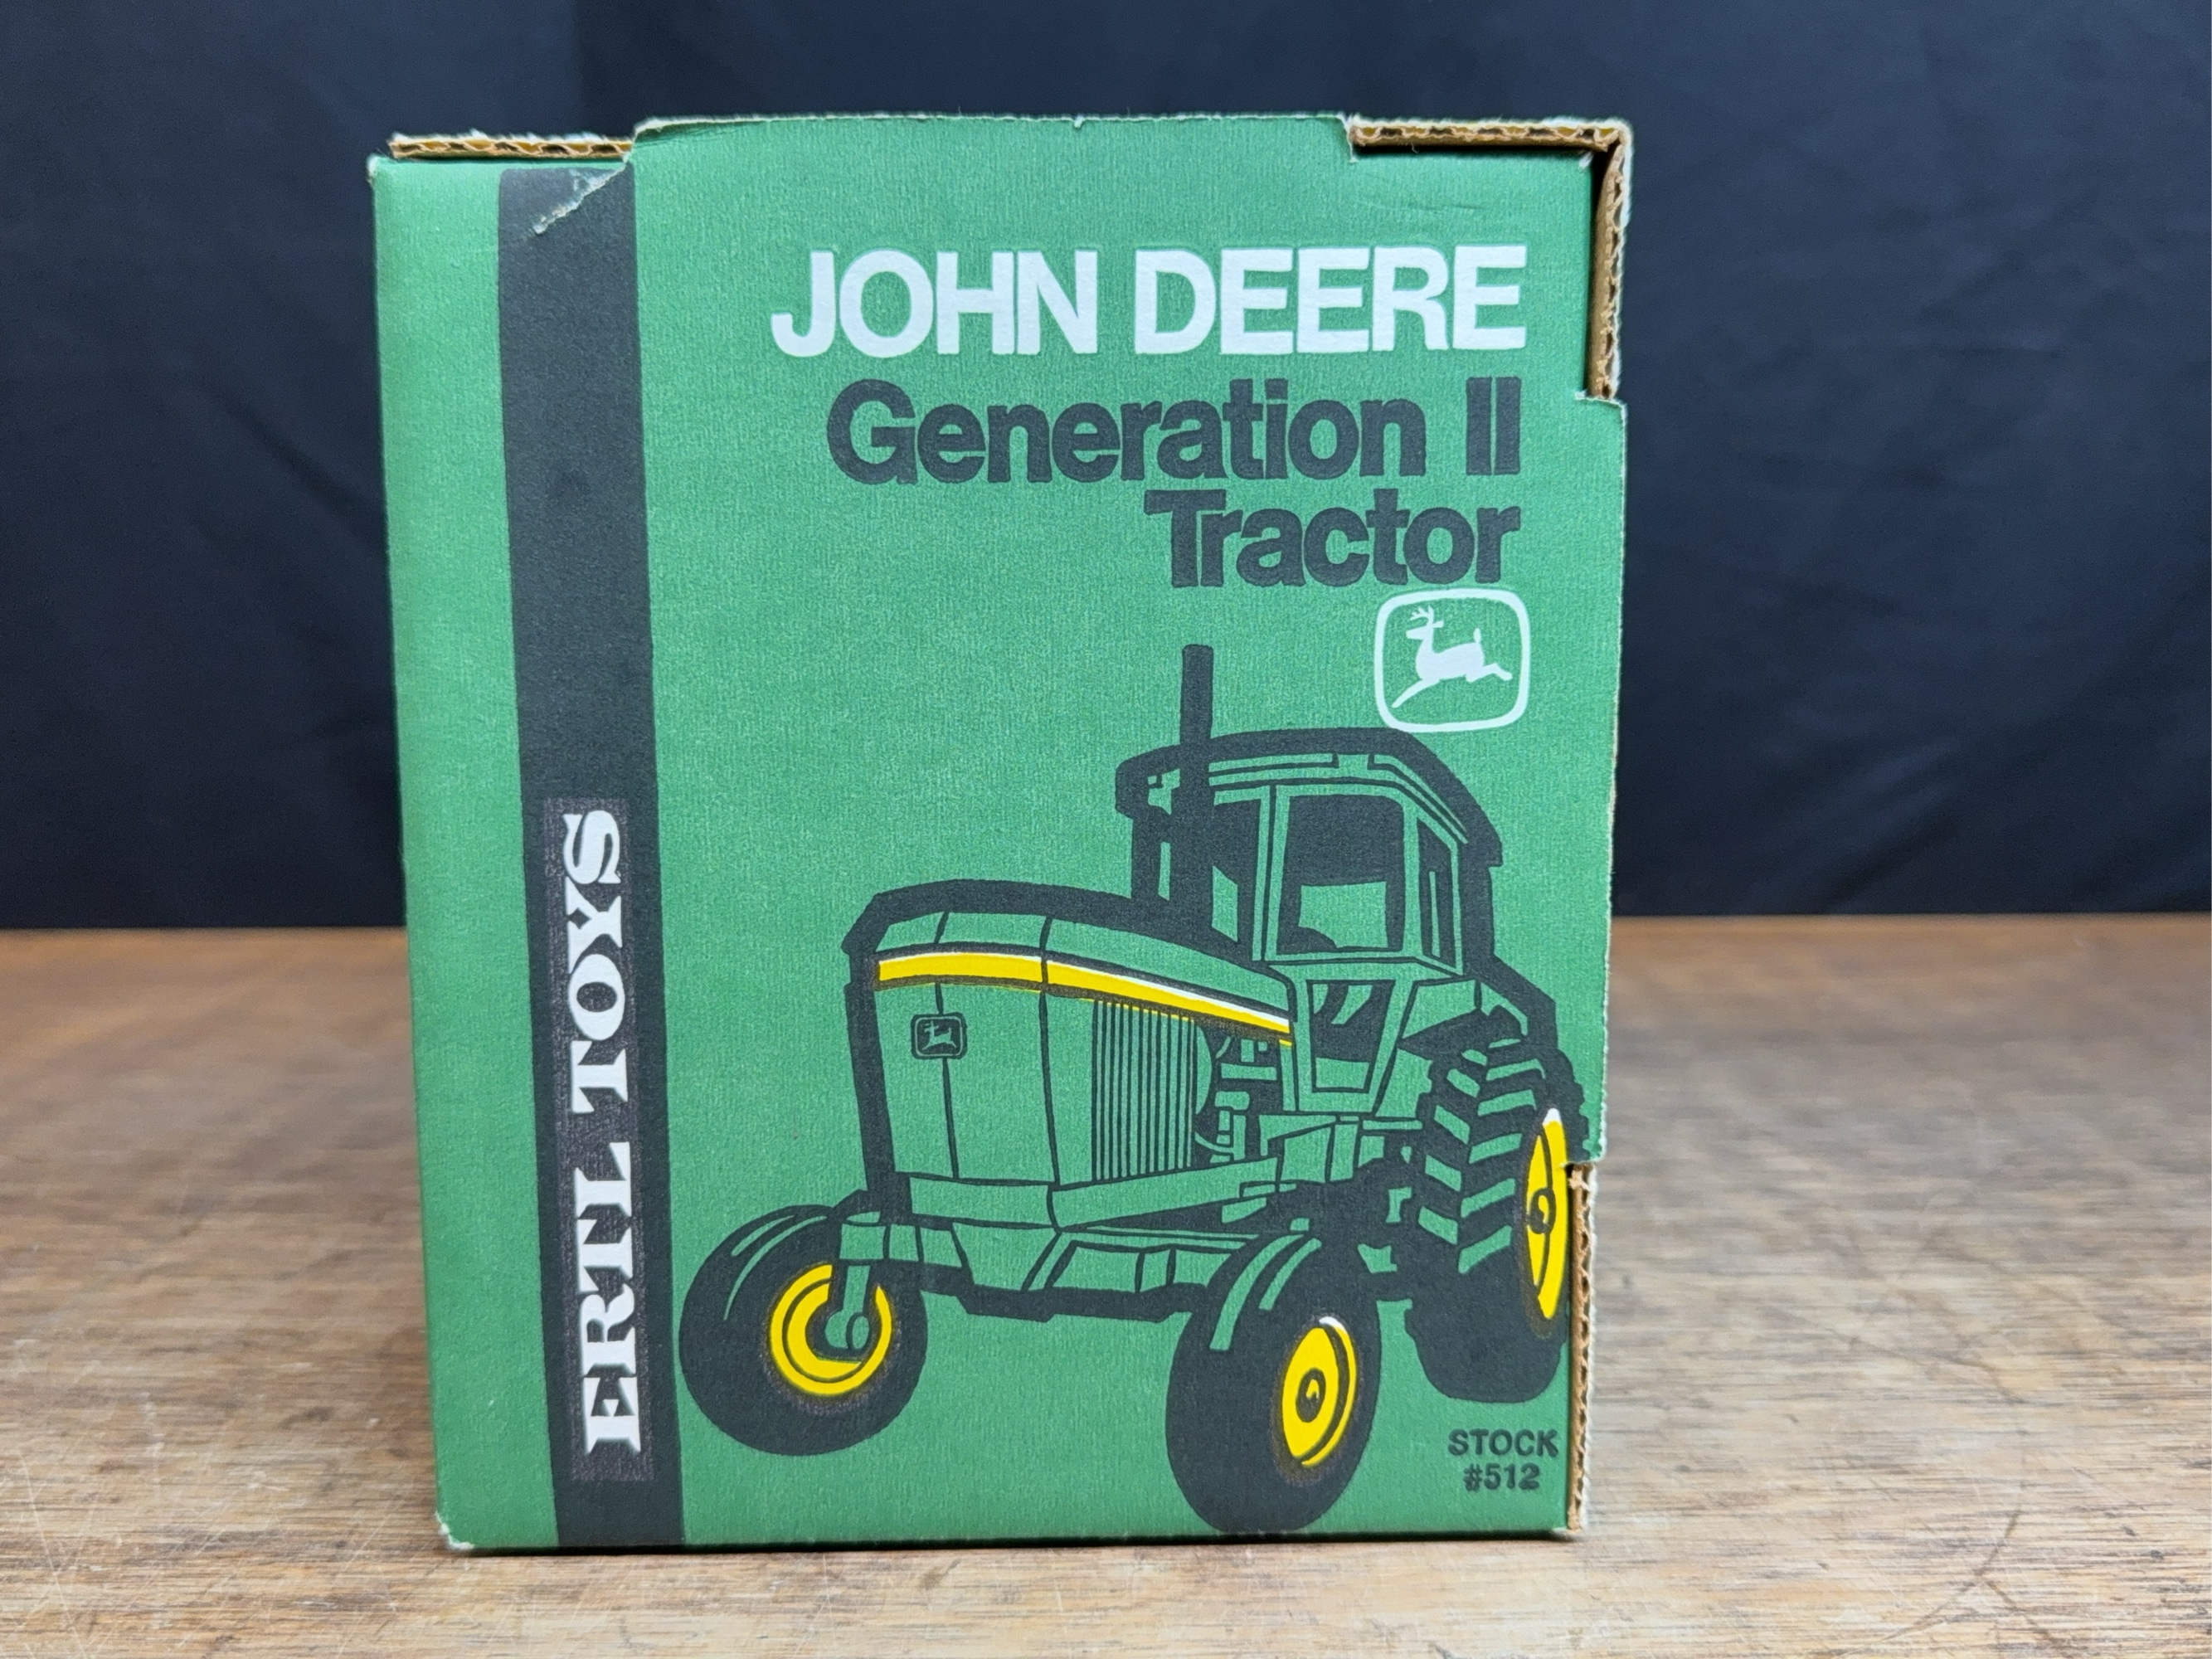 JOHN DEERE
Generation II
Tractor
ERTL TOYS
STOCK
#512